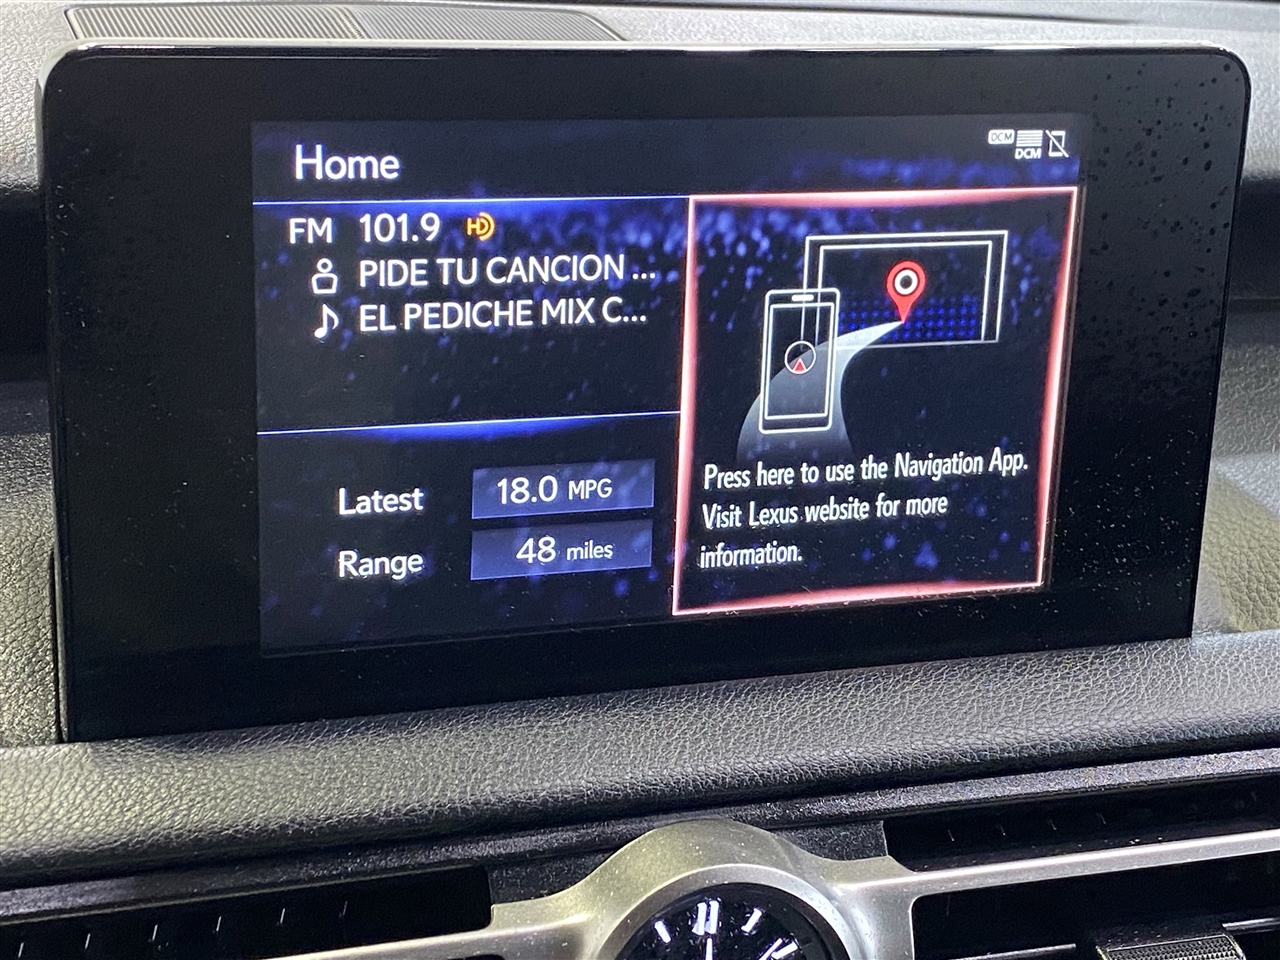 Home
DCM
DCM
FM 101.9 HD
PIDE TU CANCION ...
EL PEDICHE MIX C...
Latest 18.0 MPG
Range 48 miles
Press here to use the Navigation App.
Visit Lexus website for more
information.